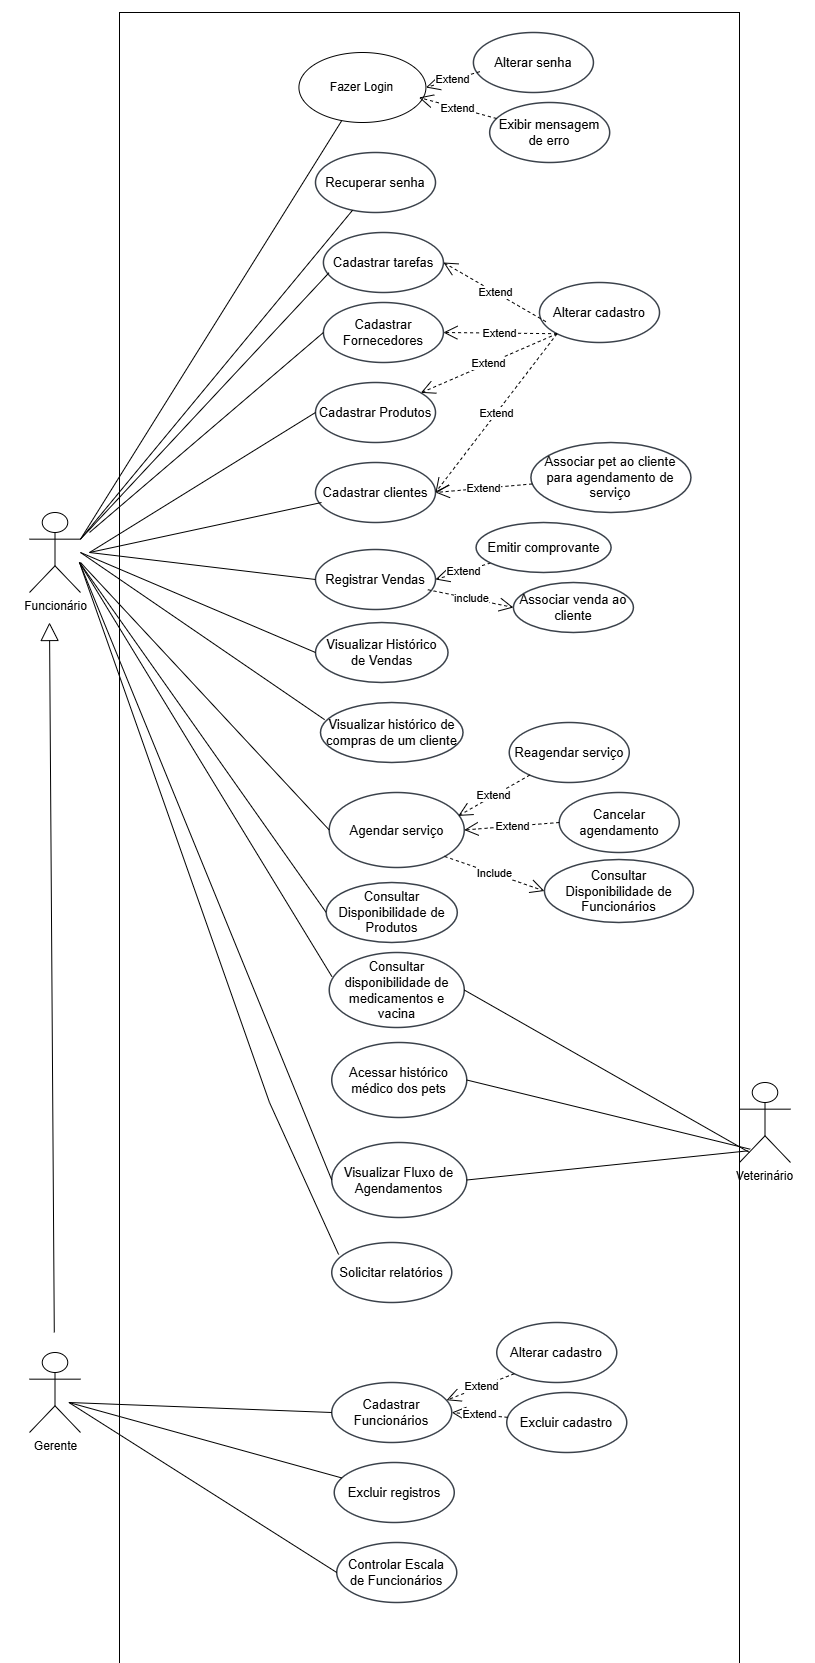 Fazer Login
Extend
Alterar senha
Extend
Exibir mensagem
de erro
Recuperar senha
Cadastrar tarefas
Extend
Alterar cadastro
Cadastrar
Fornecedores
Extend
Extend
Cadastrar Produtos
Extend
Cadastrar clientes
Extend
Associar pet ao cliente
para agendamento de
serviço
Funcionário
Registrar Vendas
Extend
Emitir comprovante
include
Associar venda ao
cliente
Visualizar Histórico
de Vendas
Visualizar histórico de
compras de um cliente
Agendar serviço
Extend
Reagendar serviço
Extend
Cancelar
agendamento
Include
Consultar
Disponibilidade de
Funcionários
Consultar
Disponibilidade de
Produtos
Consultar
disponibilidade de
medicamentos e
vacina
Acessar histórico
médico dos pets
Veterinário
Visualizar Fluxo de
Agendamentos
Solicitar relatórios
Gerente
Cadastrar
Funcionários
Extend
Alterar cadastro
Extend
Excluir cadastro
Excluir registros
Controlar Escala
de Funcionários